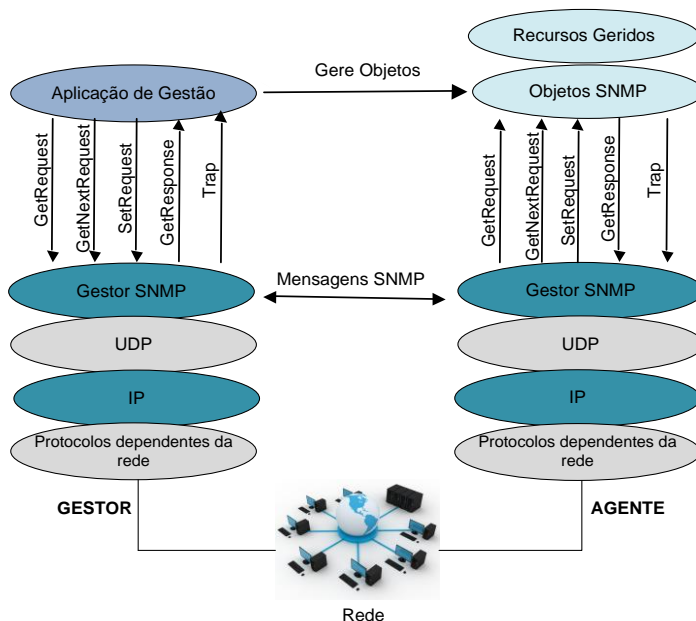 Recursos Geridos
Gere Objetos
Aplicação de Gestão
Objetos SNMP
GetRequest
GetNextRequest
SetRequest
GetResponse
Trap
GetRequest
GetNextRequest
SetRequest
GetResponse
Trap
Gestor SNMP
Mensagens SNMP
Gestor SNMP
UDP
UDP
IP
IP
Protocolos dependentes da
rede
Protocolos dependentes da
rede
GESTOR
AGENTE
Rede